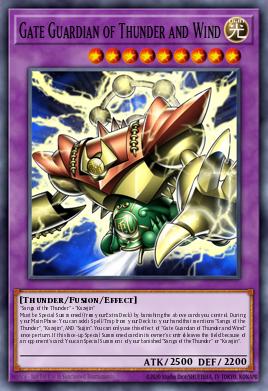 Gate Guardian of Thunder and Wind
光
[Thunder/Fusion/Effect]
"Sanga of the Thunder" + "Kazejin"
Must be Special Summoned (from your Extra Deck) by banishing the above cards you control. During
your Main Phase: You can add 1 Spell/Trap from your Deck to your hand that mentions "Sanga of the
Thunder", "Kazejin", AND "Suijin". You can only use this effect of "Gate Guardian of Thunder and Wind"
once per turn. If this face-up Special Summoned card in its owner's control leaves the field because of
an opponent's card: You can Special Summon 1 of your banished "Sanga of the Thunder" or "Kazejin".
ATK/2500 DEF/2200